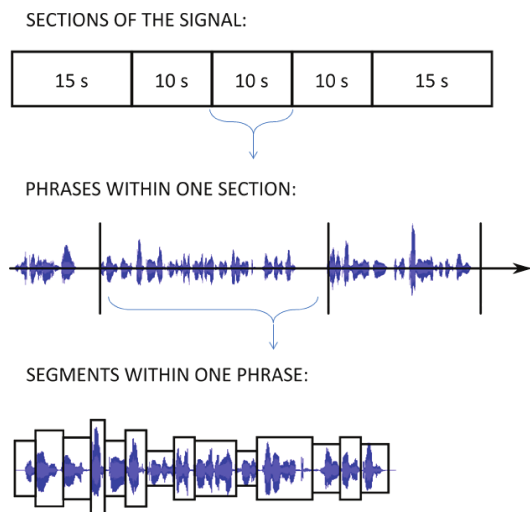 SECTIONS OF THE SIGNAL:
15 s 10 s 10 s 10 s 15 s
PHRASES WITHIN ONE SECTION:
SEGMENTS WITHIN ONE PHRASE: